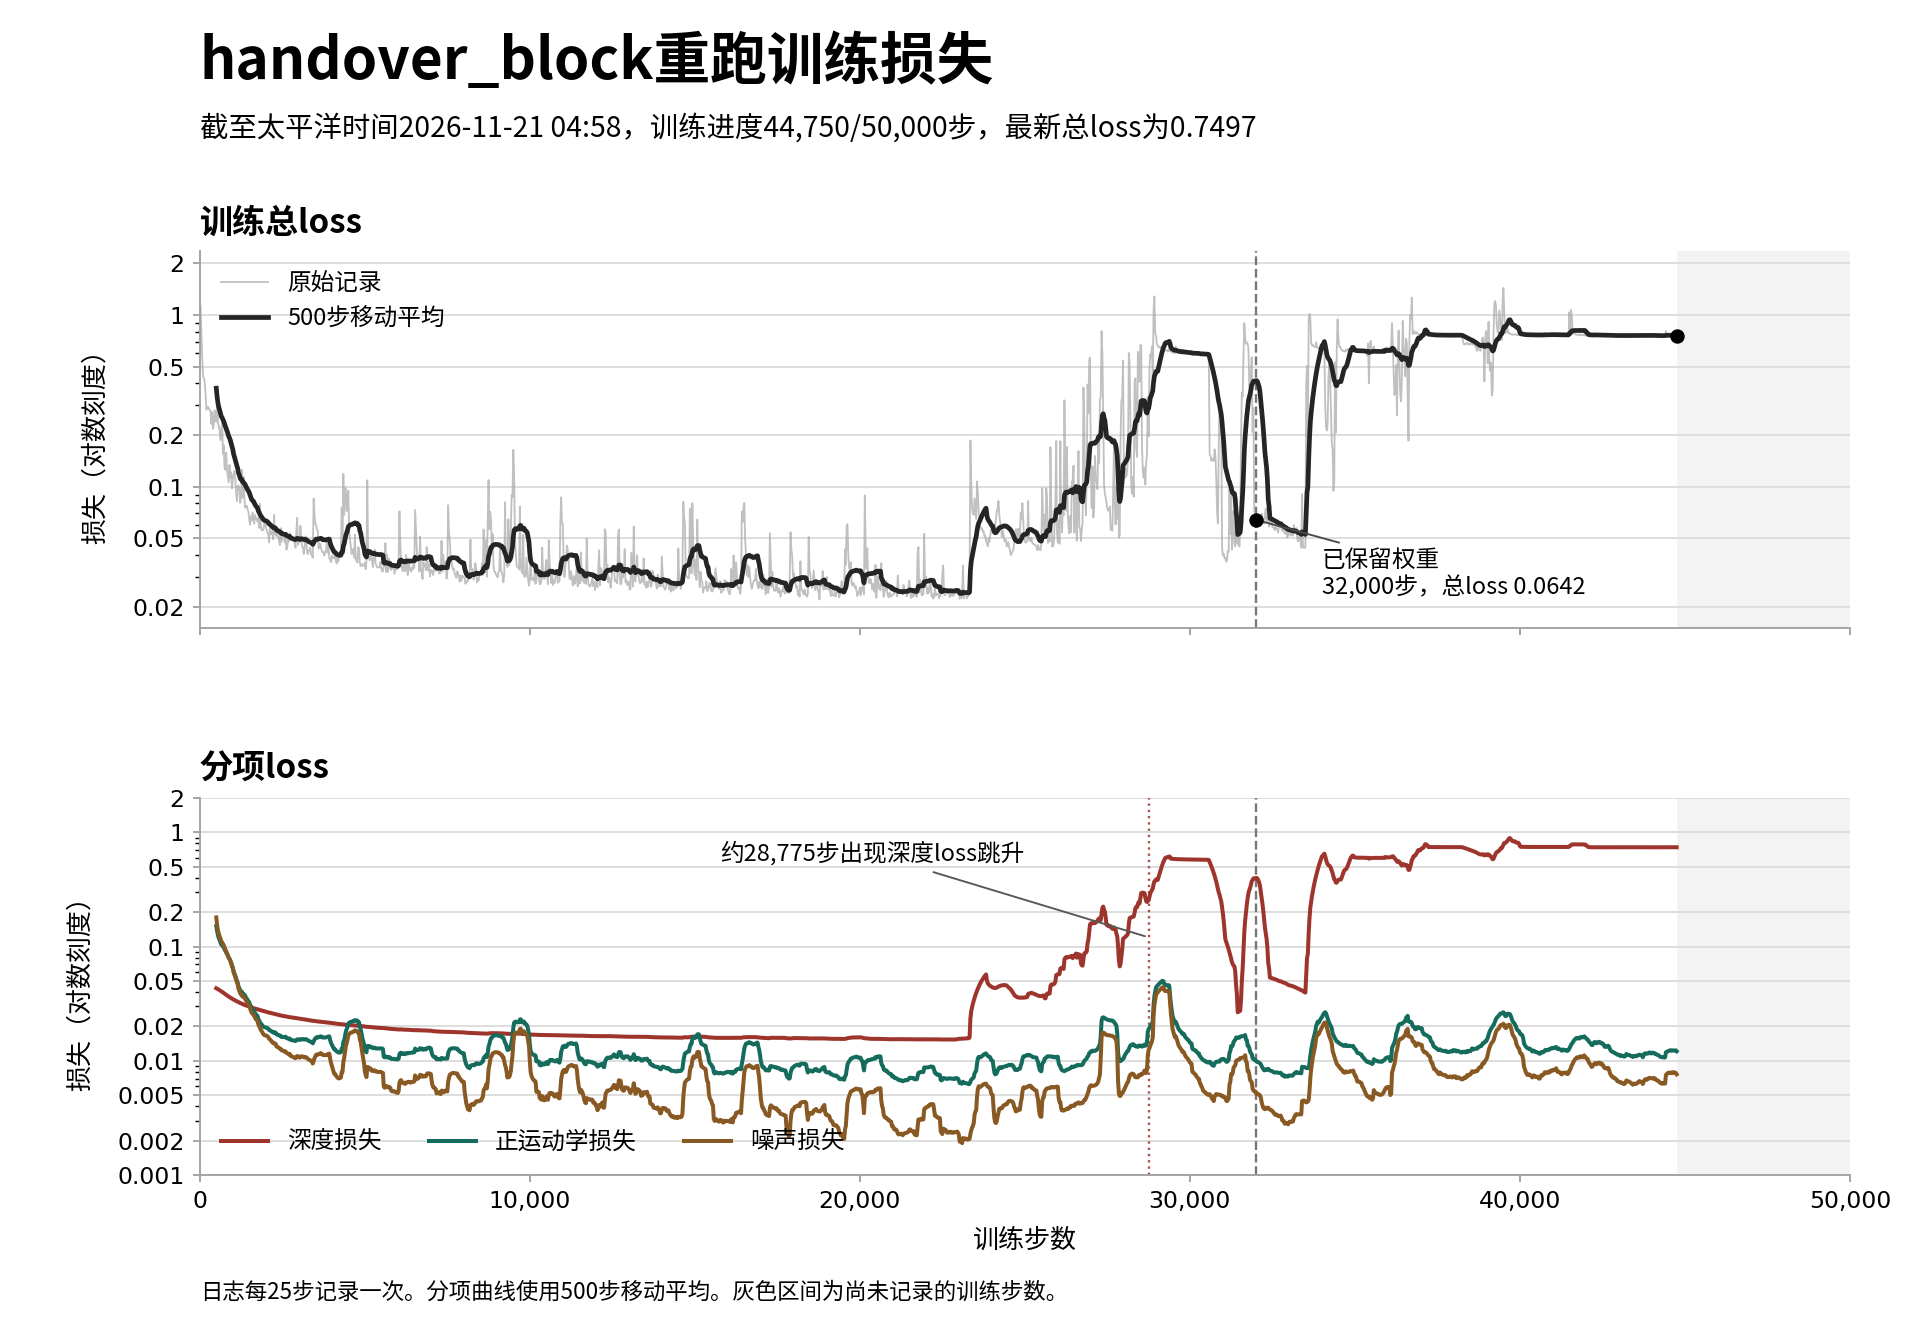 handover_block重跑训练损失
截至太平洋时间2026-11-21 04:58，训练进度44,750/50,000步，最新总loss为0.7497
训练总loss
2
1
0.5
0.2
0.1
0.05
0.02
损失（对数刻度）
原始记录
500步移动平均
已保留权重
32,000步，总loss 0.0642
分项loss
2
1
0.5
0.2
0.1
0.05
0.02
0.01
0.005
0.002
0.001
损失（对数刻度）
约28,775步出现深度loss跳升
深度损失 正运动学损失 噪声损失
0 10,000 20,000 30,000 40,000 50,000
训练步数
日志每25步记录一次。分项曲线使用500步移动平均。灰色区间为尚未记录的训练步数。